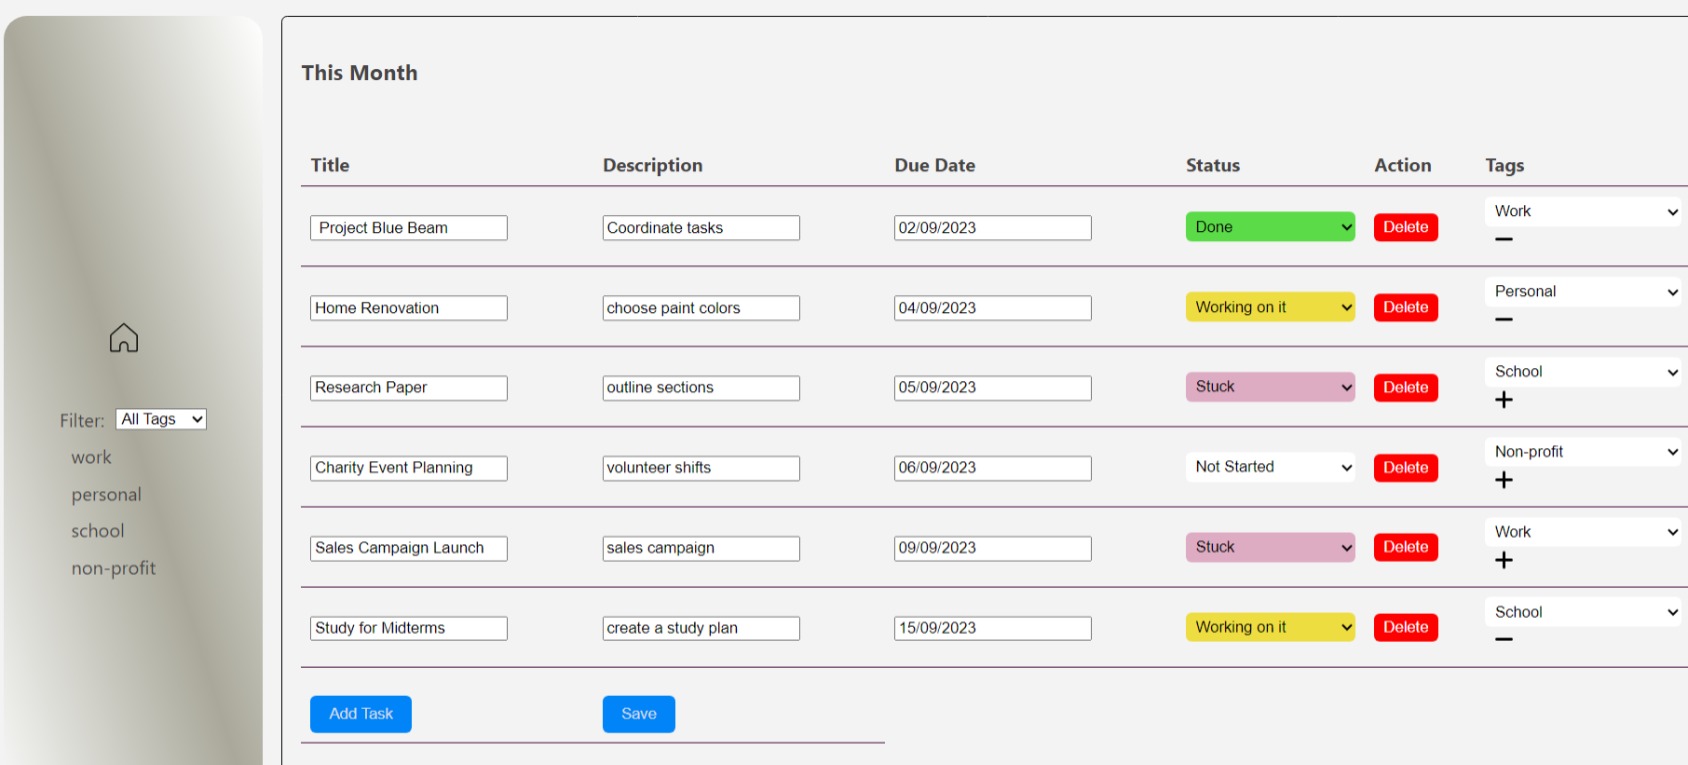 This Month
Title Description Due Date Status Action Tags
Project Blue Beam Coordinate tasks 02/09/2023 Done Delete Work
Home Renovation choose paint colors 04/09/2023 Working on it Delete Personal
Research Paper outline sections 05/09/2023 Stuck Delete School
Charity Event Planning volunteer shifts 06/09/2023 Not Started Delete Non-profit
Sales Campaign Launch sales campaign 09/09/2023 Stuck Delete Work
Study for Midterms create a study plan 15/09/2023 Working on it Delete School
Add Task Save
Filter: All Tags
work
personal
school
non-profit